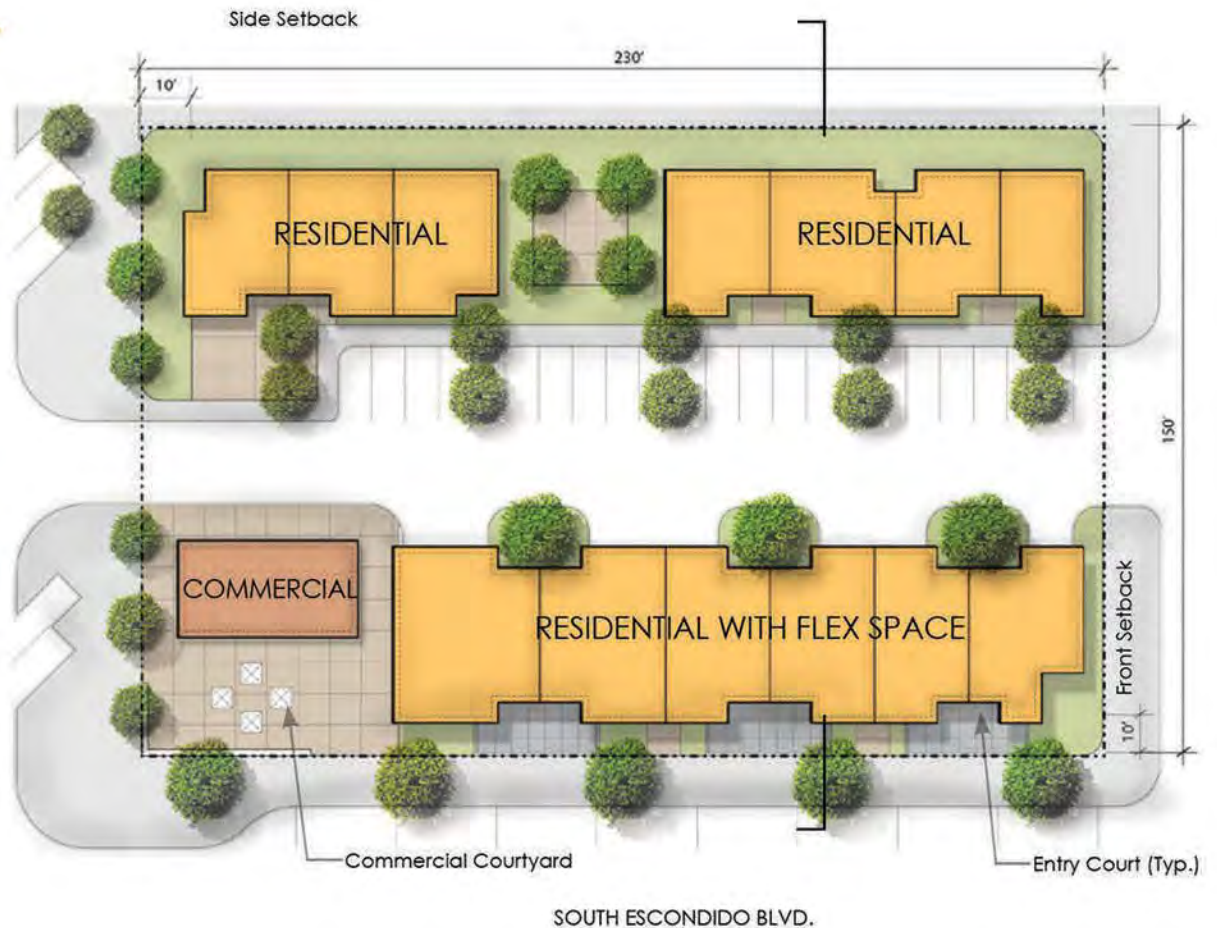 Side Setback
230'
10'
RESIDENTIAL
RESIDENTIAL
150'
COMMERCIAL
RESIDENTIAL WITH FLEX SPACE
Front Setback
10'
Commercial Courtyard
Entry Court (Typ.)
SOUTH ESCONDIDO BLVD.